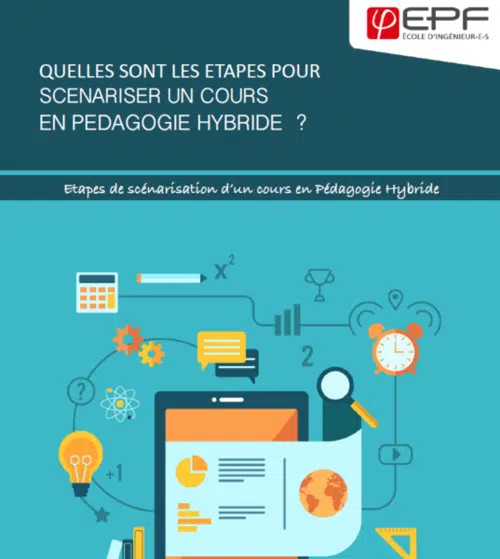 EPF
ÉCOLE D'INGÉNIEUR·E·S
QUELLES SONT LES ETAPES POUR
SCENARISER UN COURS
EN PEDAGOGIE HYBRIDE ?
Etapes de scénarisation d'un cours en Pédagogie Hybride
x²
2
?
+1